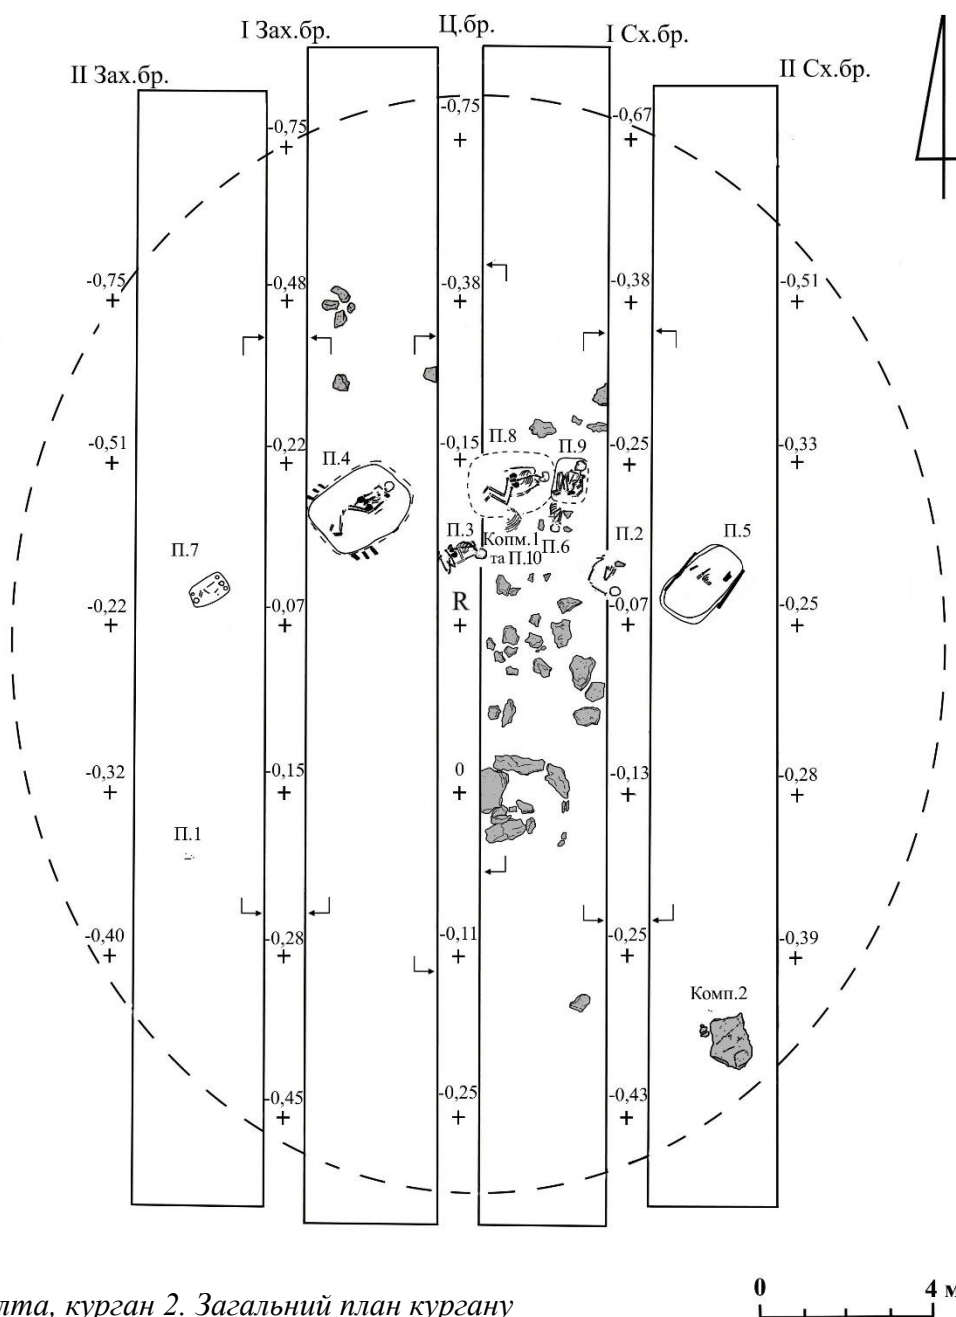 II Зах.бр.
I Зах.бр.
Ц.бр.
I Сх.бр.
II Сх.бр.
-0,75
-0,75
-0,67
-0,75
-0,48
-0,38
-0,38
-0,51
-0,51
-0,22
-0,15
-0,25
-0,33
П.8
П.9
П.4
П.3
Копм.1
та П.10
П.6
П.2
П.5
П.7
-0,22
-0,07
R
-0,07
-0,25
-0,32
-0,15
0
-0,13
-0,28
П.1
-0,40
-0,28
-0,11
-0,25
-0,39
Комп.2
-0,45
-0,25
-0,43
0 4 м
курган 2. Загальний план кургану